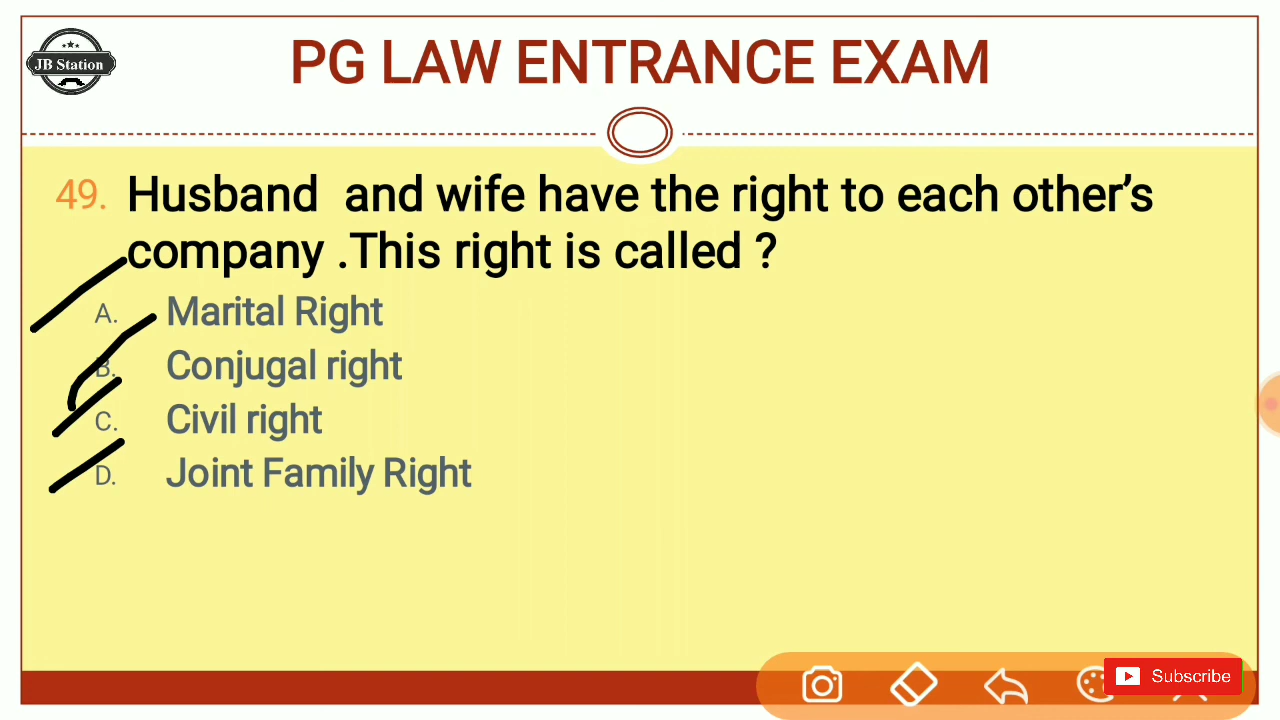 JB Station
PG LAW ENTRANCE EXAM
49. Husband and wife have the right to each other's
company .This right is called ?
A. Marital Right
B. Conjugal right
C. Civil right
D. Joint Family Right
Subscribe